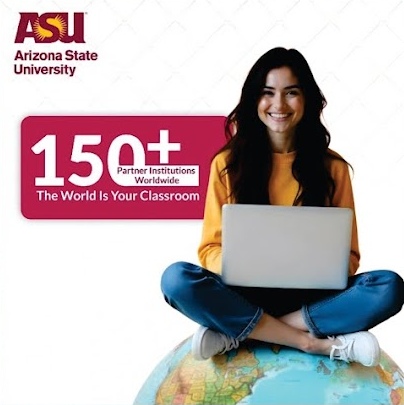 ASU
Arizona State
University
150+
Partner Institutions
Worldwide
The World Is Your Classroom